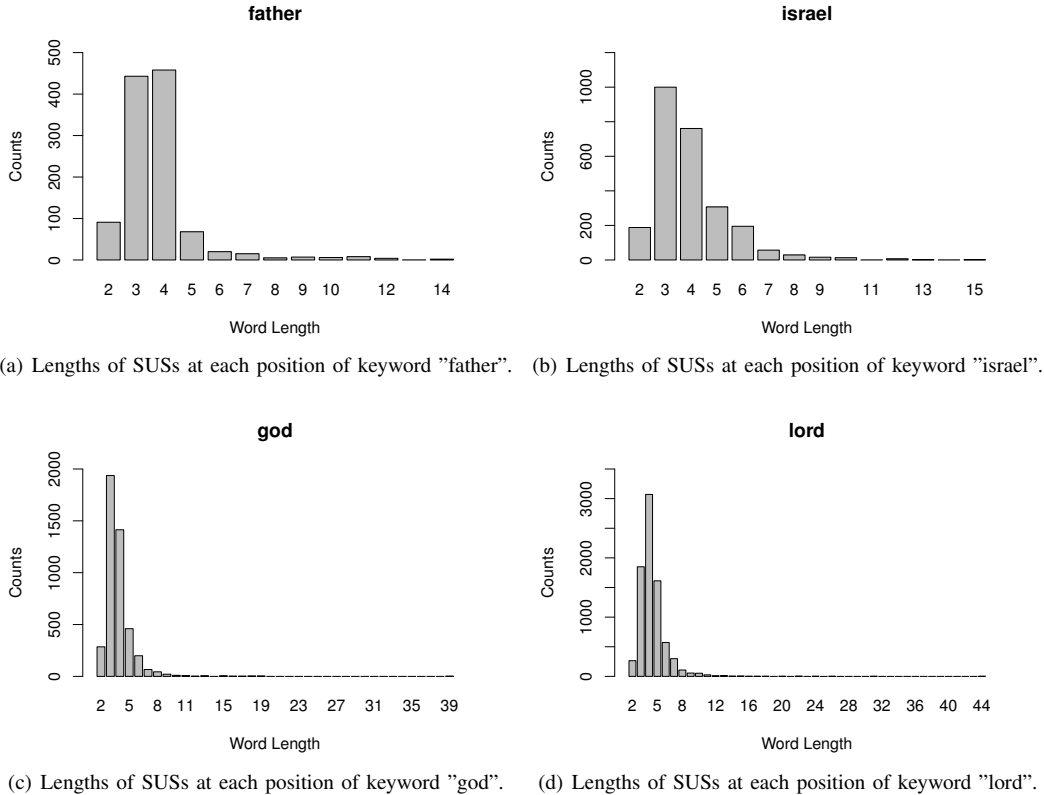 father
500
400
300
200
100
0
Counts
2 3 4 5 6 7 8 9 10 12 14
Word Length
(a) Lengths of SUSs at each position of keyword ”father”.
israel
1000
600
200
0
Counts
2 3 4 5 6 7 8 9 11 13 15
Word Length
(b) Lengths of SUSs at each position of keyword ”israel”.
god
2000
1500
1000
500
0
Counts
2 5 8 11 15 19 23 27 31 35 39
Word Length
(c) Lengths of SUSs at each position of keyword ”god”.
lord
3000
2000
1000
0
Counts
2 5 8 12 16 20 24 28 32 36 40 44
Word Length
(d) Lengths of SUSs at each position of keyword ”lord”.